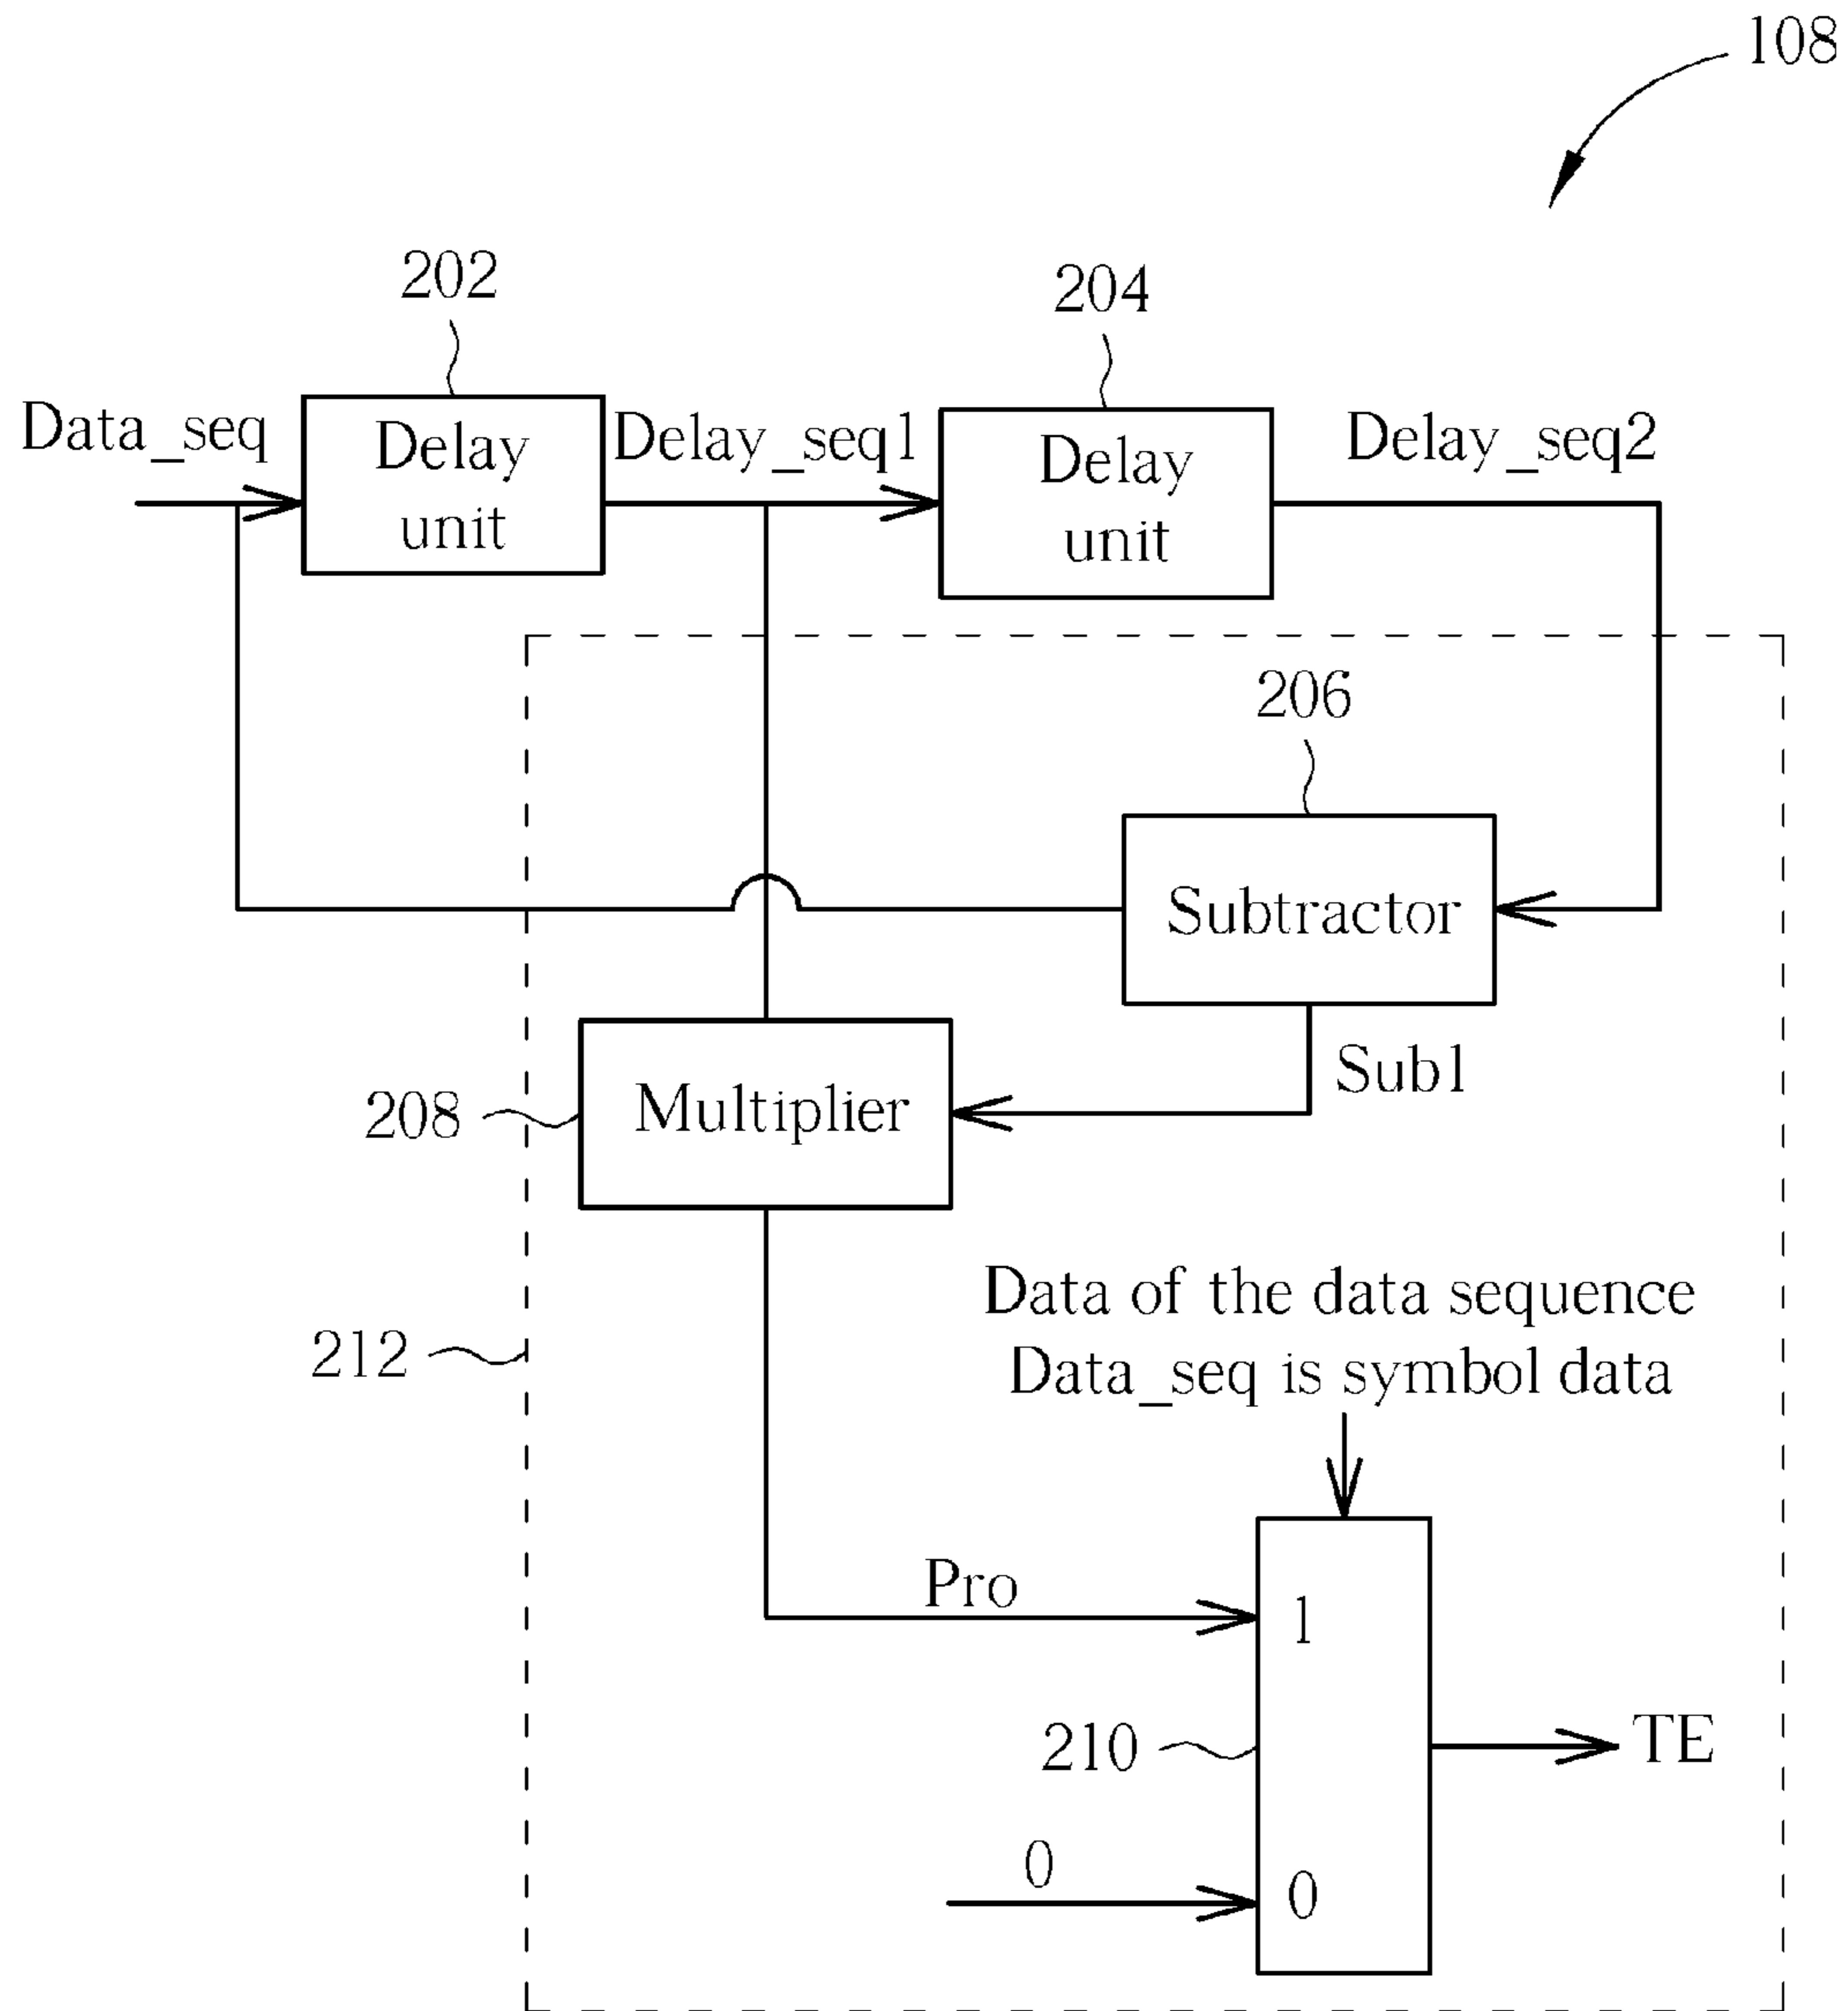 108
202
204
Data_seq
Delay
unit
Delay_seq1
Delay
unit
Delay_seq2
206
Subtractor
Sub1
208
Multiplier
Data of the data sequence
Data_seq is symbol data
212
Pro
1
210
TE
0
0